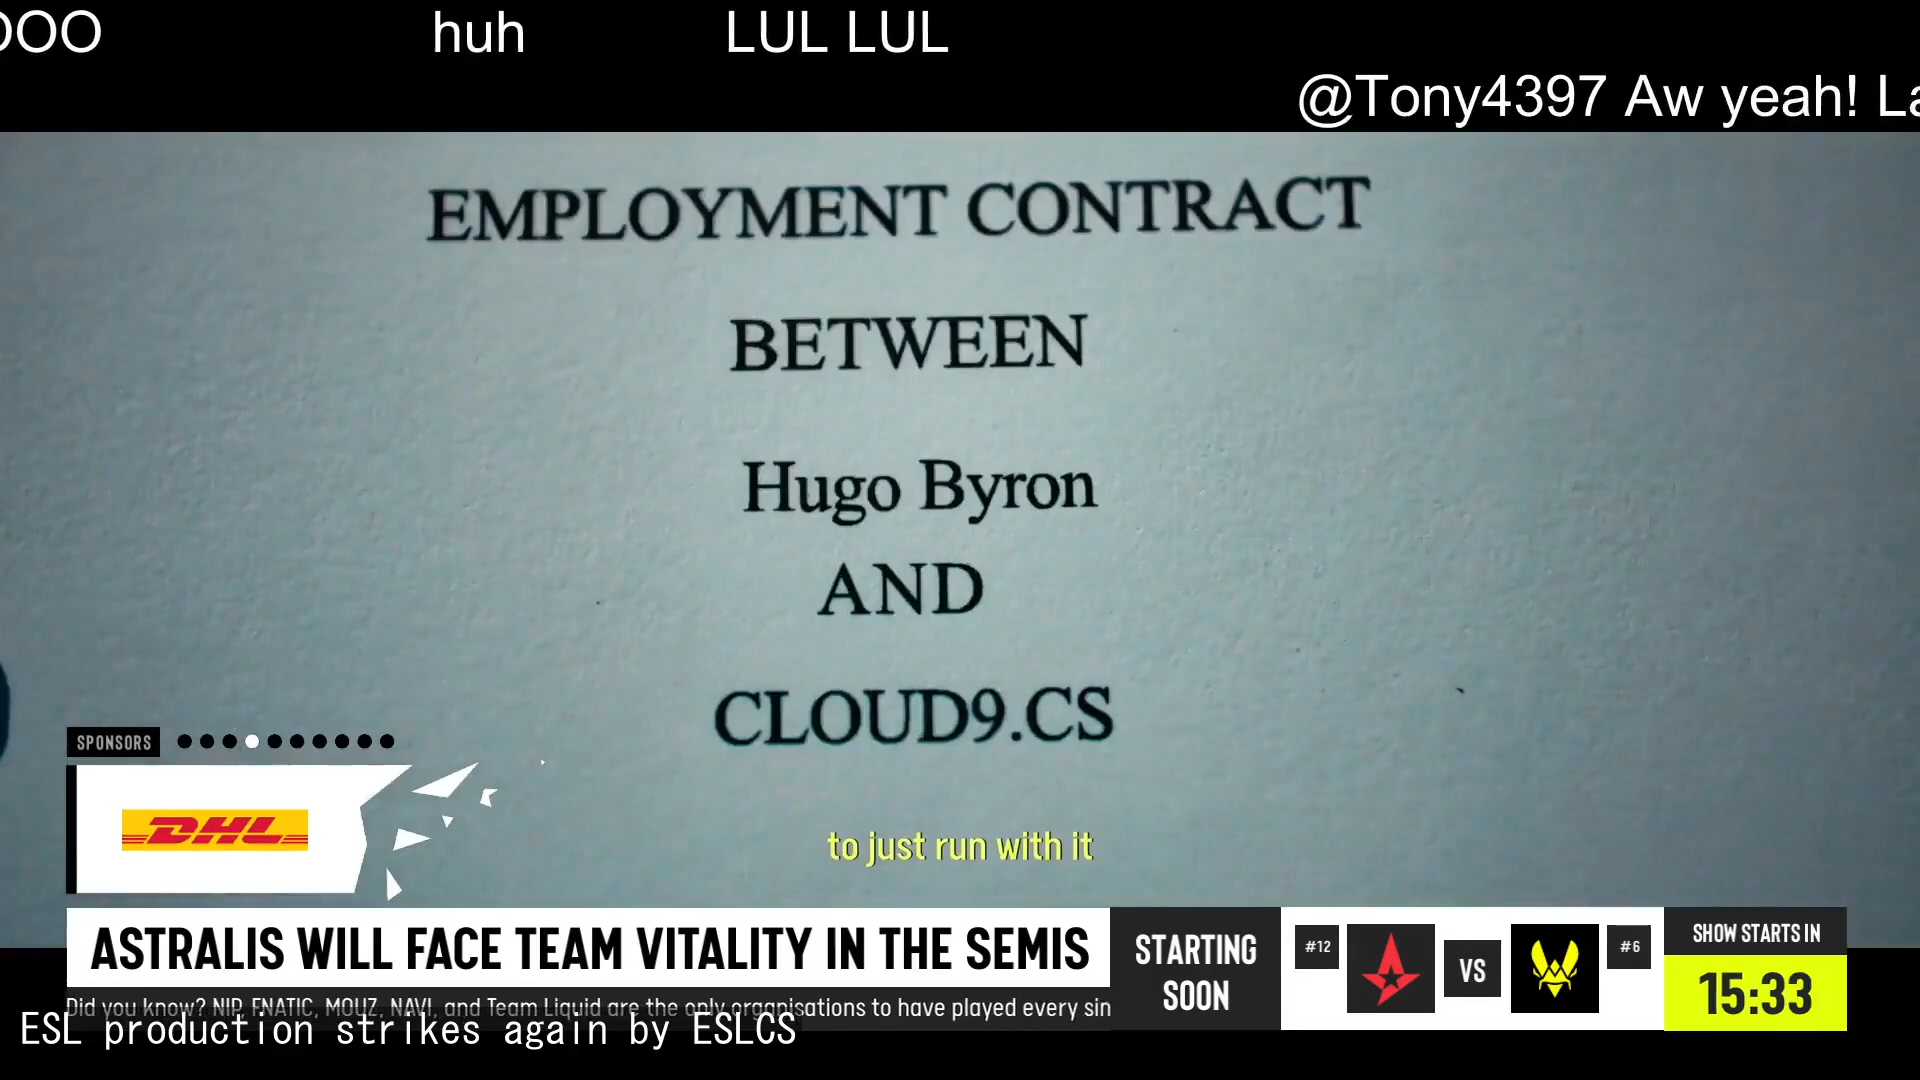 OOO
huh
LUL LUL
@Tony4397 Aw yeah! La
EMPLOYMENT CONTRACT
BETWEEN
Hugo Byron
AND
CLOUD9.CS
SPONSORS
DHL
to just run with it
ASTRALIS WILL FACE TEAM VITALITY IN THE SEMIS
Did you know? NIP, FNATIC, MOUZ, NAVI, and Team Liquid are the only organisations to have played every sin
ESL production strikes again by ESLCS
STARTING
SOON
#12
VS
#6
SHOW STARTS IN
15:33